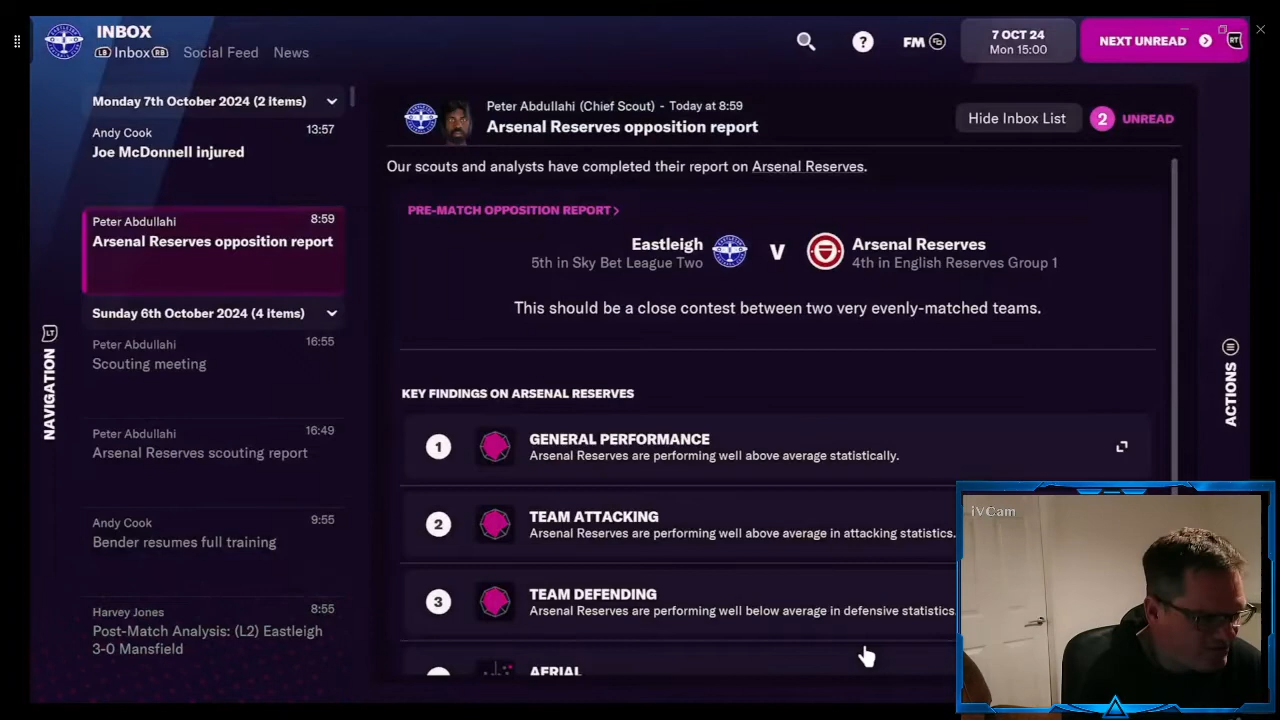 INBOX
LB Inbox RB Social Feed News
?
FM
7 OCT 24
Mon 15:00
NEXT UNREAD
RT
Monday 7th October 2024 (2 items)
Andy Cook 13:57
Joe McDonnell injured
Peter Abdullahi 8:59
Arsenal Reserves opposition report
Sunday 6th October 2024 (4 items)
Peter Abdullahi 16:55
Scouting meeting
Peter Abdullahi 16:49
Arsenal Reserves scouting report
Andy Cook 9:55
Bender resumes full training
Harvey Jones 8:55
Post-Match Analysis: (L2) Eastleigh
3-0 Mansfield
LT
NAVIGATION
Peter Abdullahi (Chief Scout) - Today at 8:59
Arsenal Reserves opposition report
Hide Inbox List
2 UNREAD
Our scouts and analysts have completed their report on Arsenal Reserves.
PRE-MATCH OPPOSITION REPORT >
Eastleigh V Arsenal Reserves
5th in Sky Bet League Two 4th in English Reserves Group 1
This should be a close contest between two very evenly-matched teams.
KEY FINDINGS ON ARSENAL RESERVES
1 GENERAL PERFORMANCE
Arsenal Reserves are performing well above average statistically.
2 TEAM ATTACKING
Arsenal Reserves are performing well above average in attacking statistics.
3 TEAM DEFENDING
Arsenal Reserves are performing well below average in defensive statistics.
AERIAL
ACTIONS
iVCam